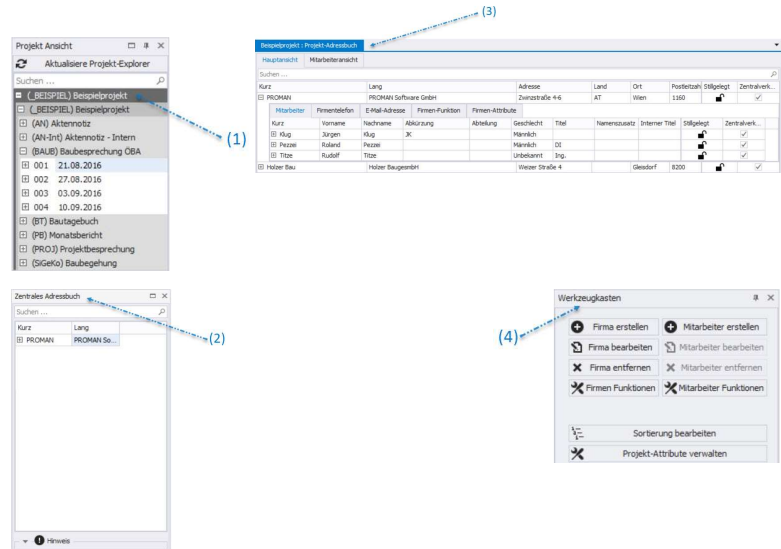 (3)
Projekt Ansicht
Aktualisiere Projekt-Explorer
Suchen ...
(_BEISPIEL) Beispielprojekt
(_BEISPIEL) Beispielprojekt
(AN) Aktennotiz
(AN-Int) Aktennotiz - Intern
(BAUB) Baubesprechung ÖBA
001 21.08.2016
002 27.08.2016
003 03.09.2016
004 10.09.2016
(BT) Bautagebuch
(PB) Monatsbericht
(PROJ) Projektbesprechung
(SiGeKo) Baubegehung
(1)
Beispielprojekt : Projekt-Adressbuch
Hauptansicht Mitarbeiteransicht
Suchen ...
Kurz Lang Adresse Land Ort Postleitzahl Stillgelegt Zentralverk...
PROMAN PROMAN Software GmbH Zwinzstraße 4-6 AT Wien 1160
Mitarbeiter Firmentelefon E-Mail-Adresse Firmen-Funktion Firmen-Attribute
Kurz Vorname Nachname Abkürzung Abteilung Geschlecht Titel Namenszusatz Interner Titel Stillgelegt Zentralverk...
Klug Jürgen Klug JK Männlich
Pezzei Roland Pezzei Männlich DI
Titze Rudolf Titze Unbekannt Ing.
Holzer Bau Holzer BaugesmbH Weizer Straße 4 Gleisdorf 8200
Zentrales Adressbuch
Suchen ...
Kurz Lang
PROMAN PROMAN So...
Hinweis
(2)
Werkzeugkasten
Firma erstellen Mitarbeiter erstellen
Firma bearbeiten Mitarbeiter bearbeiten
Firma entfernen Mitarbeiter entfernen
Firmen Funktionen Mitarbeiter Funktionen
Sortierung bearbeiten
Projekt-Attribute verwalten
(4)